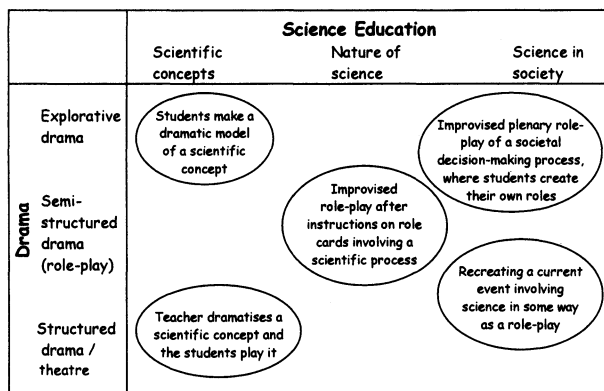 Science Education
Scientific
concepts
Nature of
science
Science in
society
Drama
Explorative
drama
Students make a
dramatic model
of a scientific
concept
Improvised plenary role-
play of a societal
decision-making process,
where students create
their own roles
Semi-
structured
drama
(role-play)
Improvised
role-play after
instructions on role
cards involving a
scientific process
Recreating a current
event involving
science in some way
as a role-play
Structured
drama /
theatre
Teacher dramatises a
scientific concept and
the students play it